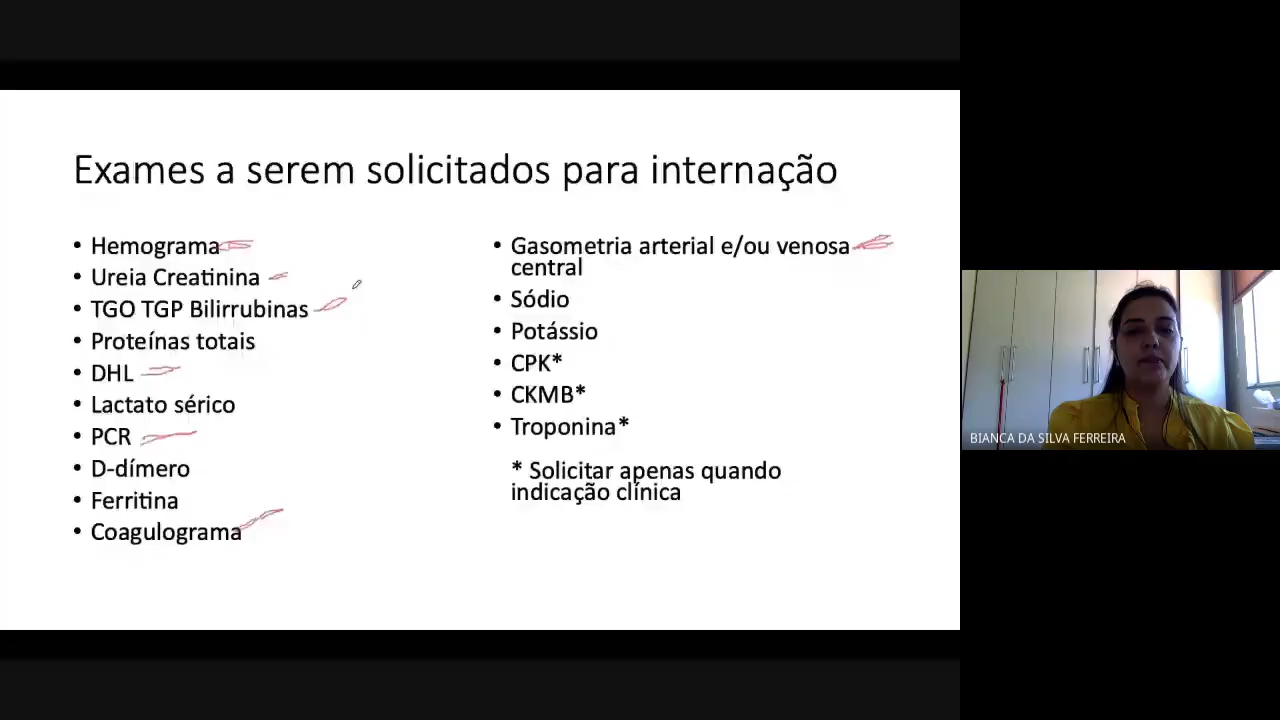 Exames a serem solicitados para internação
• Hemograma
• Ureia Creatinina
• TGO TGP Bilirrubinas
• Proteínas totais
• DHL
• Lactato sérico
• PCR
• D-dímero
• Ferritina
• Coagulograma
• Gasometria arterial e/ou venosa
central
• Sódio
• Potássio
• CPK*
• CKMB*
• Troponina*
* Solicitar apenas quando
indicação clínica
BIANCA DA SILVA FERREIRA